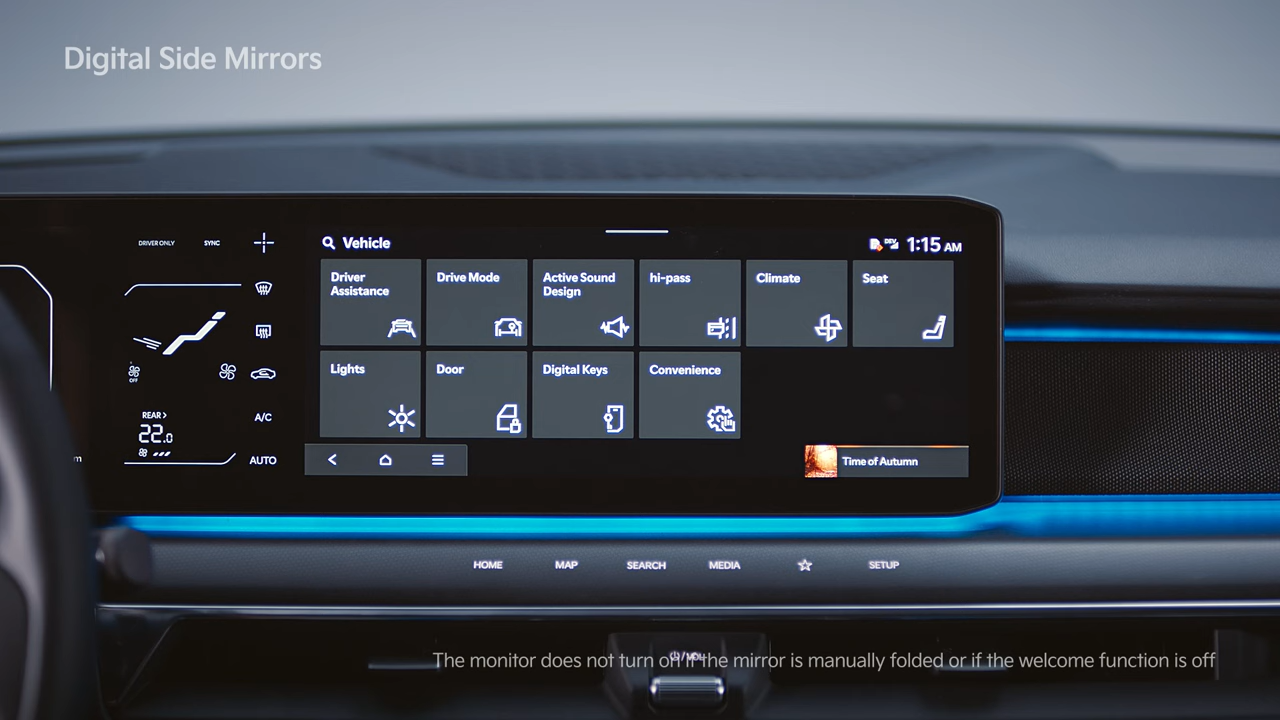 Digital Side Mirrors
DRIVER ONLY
SYNC
OFF
REAR >
22.0
A/C
AUTO
m
Vehicle
DEV
1:15 AM
Driver
Assistance
Drive Mode
Active Sound
Design
hi-pass
Climate
Seat
Lights
Door
Digital Keys
Convenience
Time of Autumn
HOME
MAP
SEARCH
MEDIA
SETUP
/VOL
The monitor does not turn on if the mirror is manually folded or if the welcome function is off